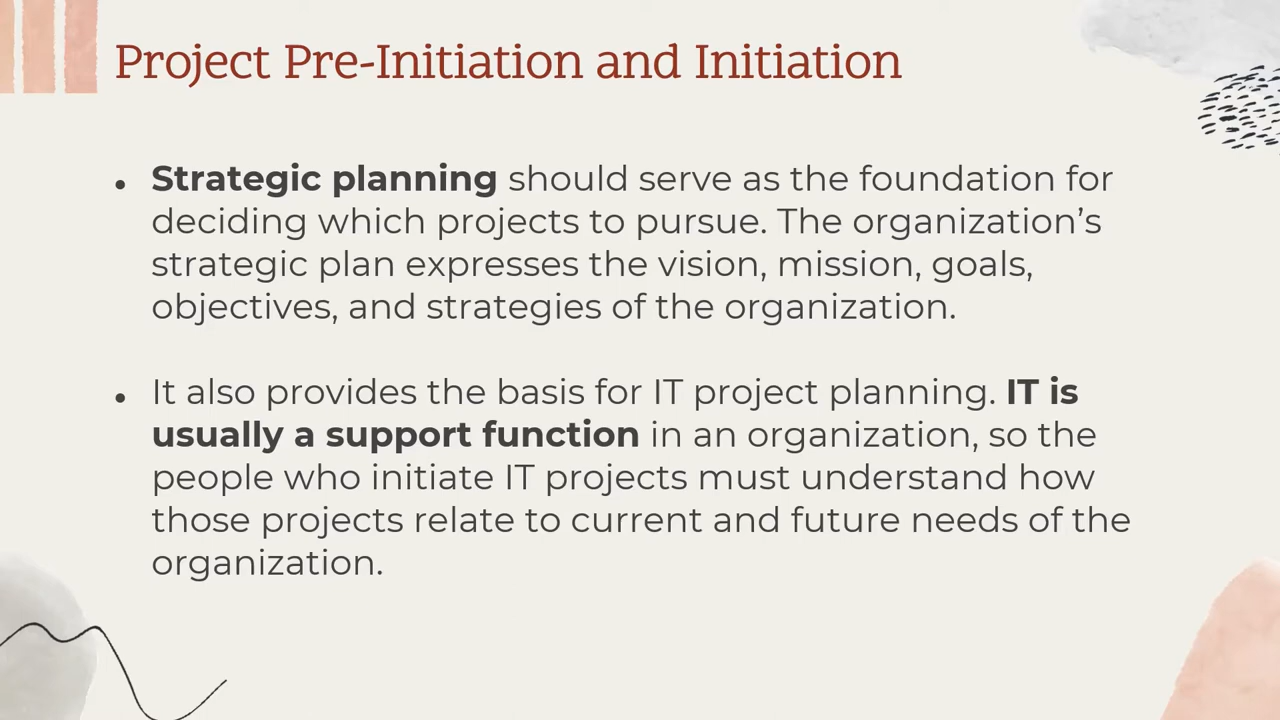 Project Pre-Initiation and Initiation
• Strategic planning should serve as the foundation for
deciding which projects to pursue. The organization’s
strategic plan expresses the vision, mission, goals,
objectives, and strategies of the organization.
• It also provides the basis for IT project planning. IT is
usually a support function in an organization, so the
people who initiate IT projects must understand how
those projects relate to current and future needs of the
organization.